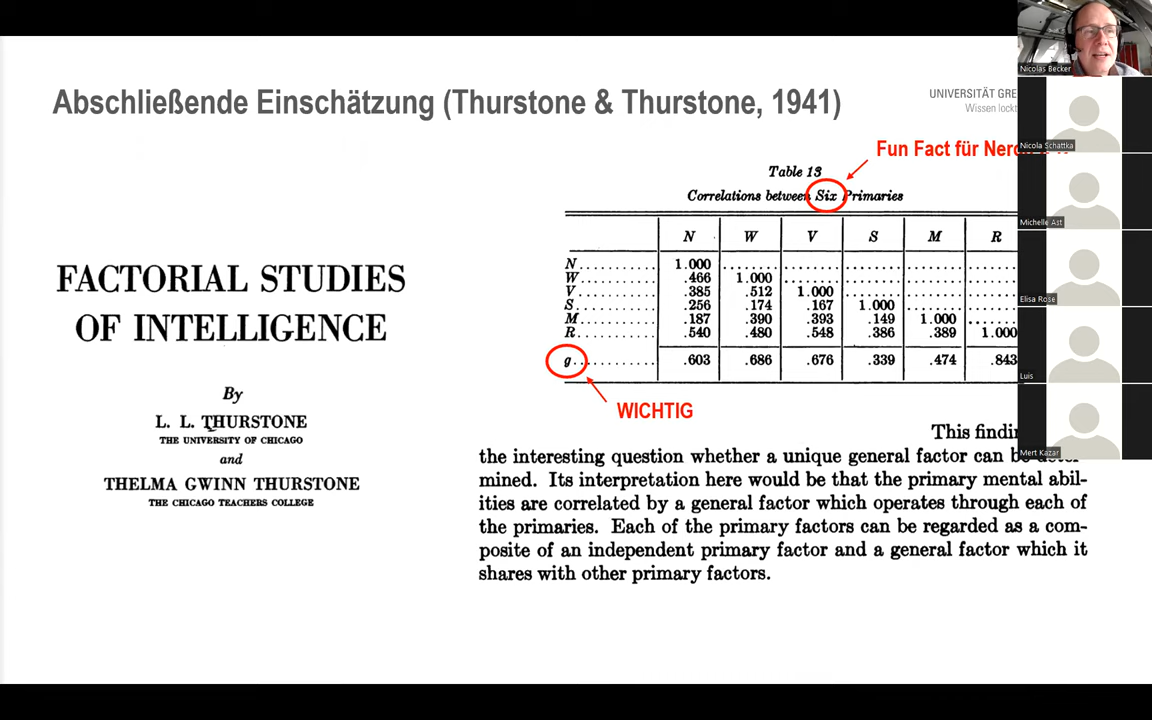 Abschließende Einschätzung (Thurstone & Thurstone, 1941)
UNIVERSITÄT GRE
Wissen lockt
Nicolas Becker
Nicola Schattka
Michelle Ast
Elisa Rose
Luis
Mert Kazar
FACTORIAL STUDIES
OF INTELLIGENCE
By
L. L. THURSTONE
THE UNIVERSITY OF CHICAGO
and
THELMA GWINN THURSTONE
THE CHICAGO TEACHERS COLLEGE
Fun Fact für
Table 13
Correlations between Six Primaries
N W V S M R
N 1.000
W .466 1.000
V .385 .512 1.000
S .256 .174 .167 1.000
M .187 .390 .393 .149 1.000
R .540 .480 .548 .386 .389 1.000
g .603 .686 .676 .339 .474 .843
WICHTIG
This
the interesting question whether a unique general factor can
mined. Its interpretation here would be that the primary mental abil-
ities are correlated by a general factor which operates through each of
the primaries. Each of the primary factors can be regarded as a com-
posite of an independent primary factor and a general factor which it
shares with other primary factors.